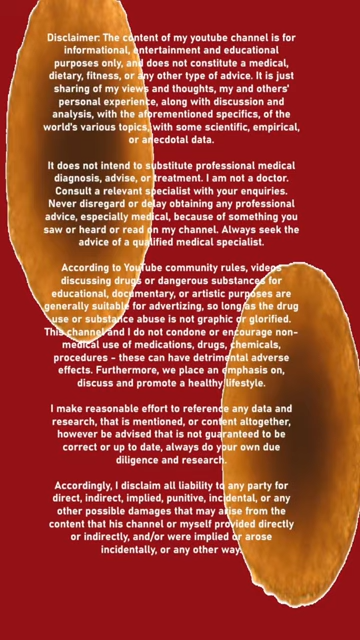 Disclaimer: The content of my youtube channel is for
informational, entertainment and educational
purposes only, and does not constitute a medical,
dietary, fitness, or any other type of advice. It is just
sharing of my views and thoughts, my and others'
personal experience, along with discussion and
analysis, with the aforementioned specifics, of the
world's various topics, with some scientific, empirical,
or anecdotal data.
It does not intend to substitute professional medical
diagnosis, advise, or treatment. I am not a doctor.
Consult a relevant specialist with your enquiries.
Never disregard or delay obtaining any professional
advice, especially medical, because of something you
saw or heard or read on my channel. Always seek the
advice of a qualified medical specialist.
According to YouTube community rules, videos
discussing drugs or dangerous substances for
educational, documentary, or artistic purposes are
generally suitable for advertizing, so long as the drug
use or substance abuse is not graphic or glorified.
This channel and I do not condone or encourage non-
medical use of medications, drugs, chemicals,
procedures - these can have detrimental adverse
effects. Furthermore, we place an emphasis on,
discuss and promote a healthy lifestyle.
I make reasonable effort to reference any data and
research, that is mentioned, or content altogether,
however be advised that is not guaranteed to be
correct or up to date, always do your own due
diligence and research.
Accordingly, I disclaim all liability to any party for
direct, indirect, implied, punitive, incidental, or any
other possible damages that may arise from the
content that his channel or myself provided directly
or indirectly, and/or were implied or arose
incidentally, or any other way.